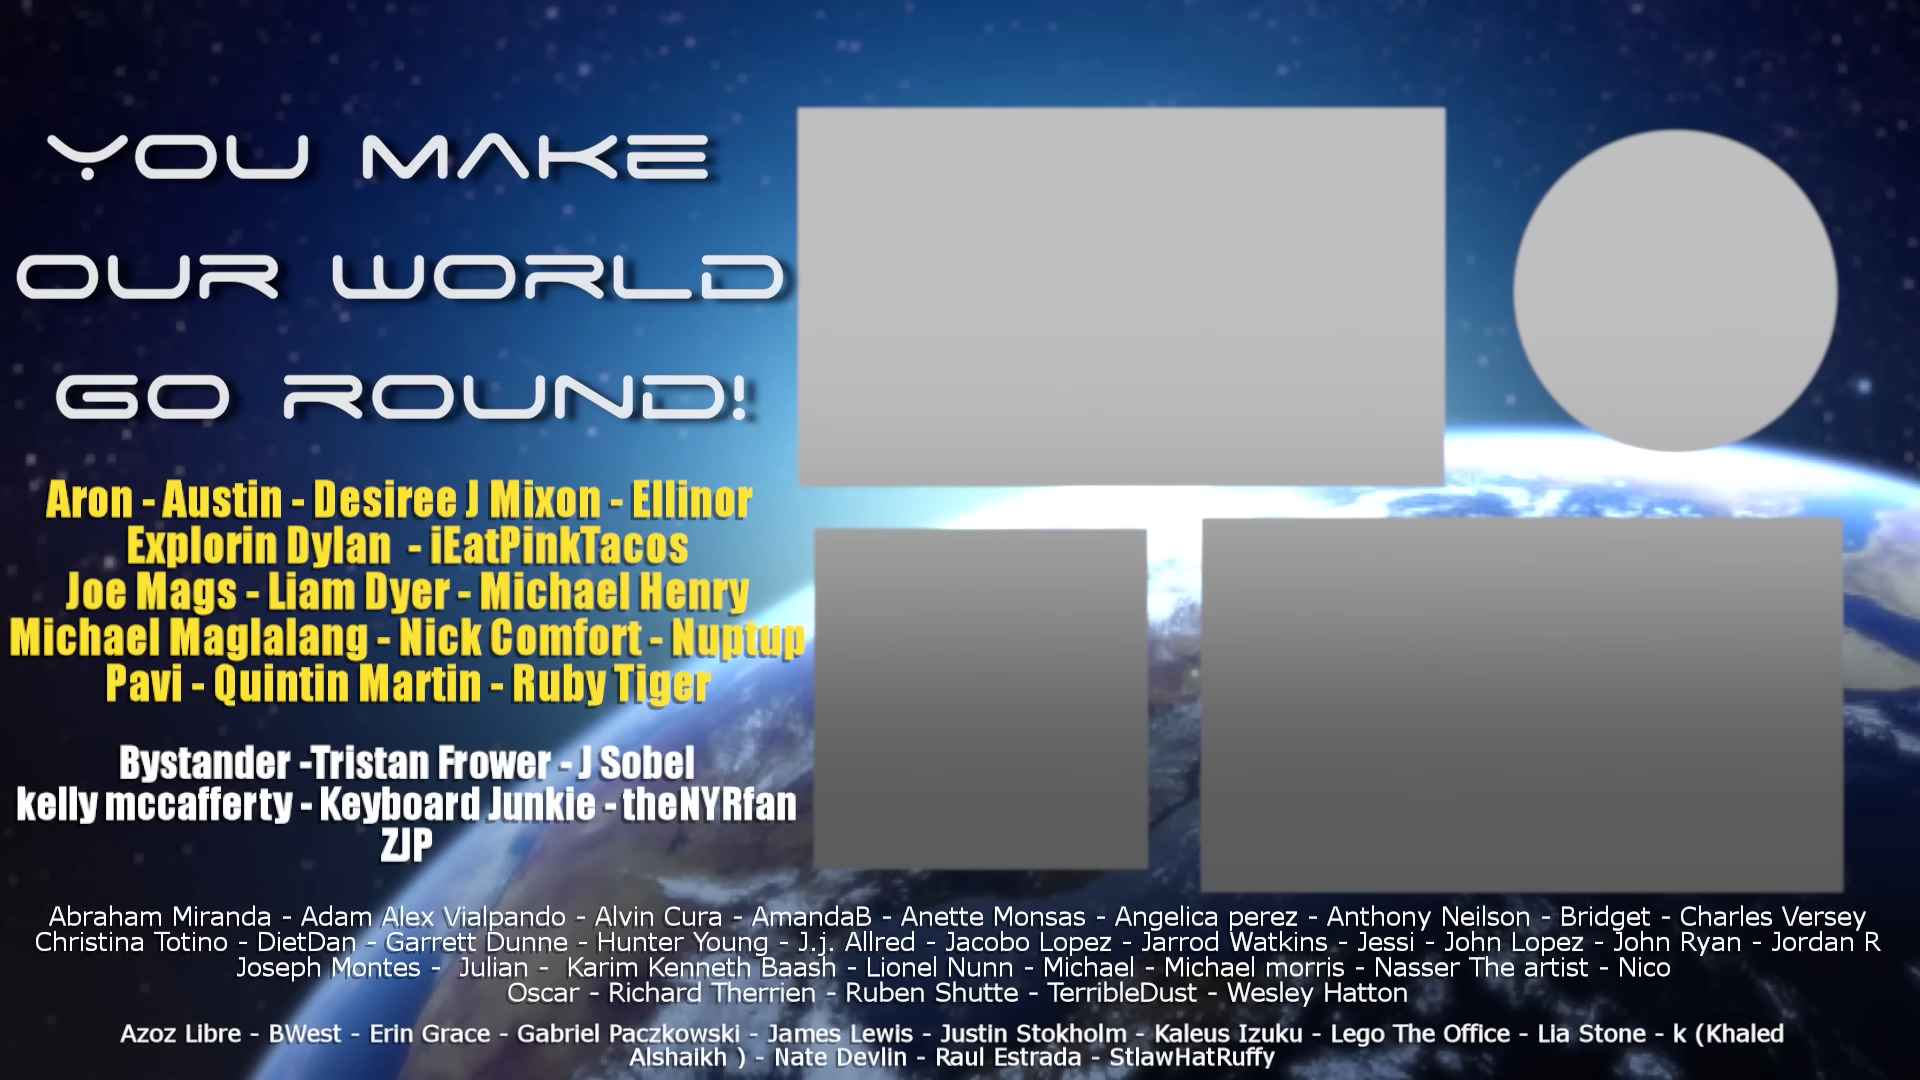 YOU MAKE
OUR WORLD
GO ROUND!
Aron - Austin - Desiree J Mixon - Ellinor
Explorin Dylan - iEatPinkTacos
Joe Mags - Liam Dyer - Michael Henry
Michael Maglalang - Nick Comfort - Nuptup
Pavi - Quintin Martin - Ruby Tiger
Bystander -Tristan Frower - J Sobel
kelly mccafferty - Keyboard Junkie - theNYRfan
ZJP
Abraham Miranda - Adam Alex Vialpando - Alvin Cura - AmandaB - Anette Monsas - Angelica perez - Anthony Neilson - Bridget - Charles Versey
Christina Totino - DietDan - Garrett Dunne - Hunter Young - J.j. Allred - Jacobo Lopez - Jarrod Watkins - Jessi - John Lopez - John Ryan - Jordan R
Joseph Montes - Julian - Karim Kenneth Baash - Lionel Nunn - Michael - Michael morris - Nasser The artist - Nico
Oscar - Richard Therrien - Ruben Shutte - TerribleDust - Wesley Hatton
Azoz Libre - BWest - Erin Grace - Gabriel Paczkowski - James Lewis - Justin Stokholm - Kaleus Izuku - Lego The Office - Lia Stone - k (Khaled
Alshaikh ) - Nate Devlin - Raul Estrada - StlawHatRuffy